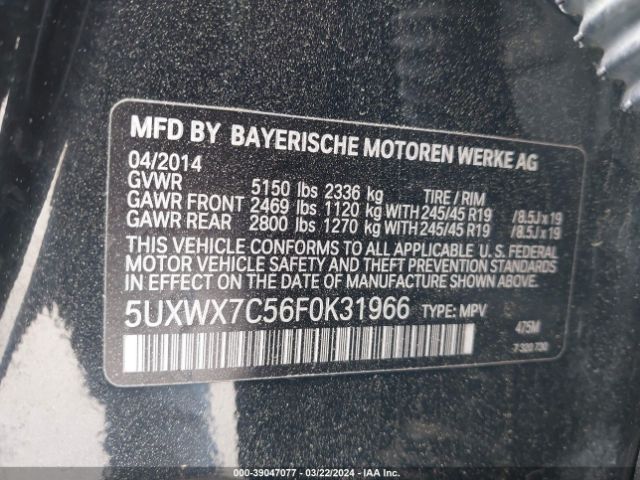 MFD BY BAYERISCHE MOTOREN WERKE AG
04/2014
GVWR 5150 lbs 2336 kg TIRE / RIM
GAWR FRONT 2469 lbs 1120 kg WITH 245/45 R19 /8.5J x 19
GAWR REAR 2800 lbs 1270 kg WITH 245/45 R19 /8.5J x 19
THIS VEHICLE CONFORMS TO ALL APPLICABLE U. S. FEDERAL
MOTOR VEHICLE SAFETY AND THEFT PREVENTION STANDARDS
IN EFFECT ON THE DATE OF MANUFACTURE SHOWN ABOVE.
5UXWX7C56F0K31966 TYPE: MPV 475M
000-39047077 - 03/22/2024 - IAA Inc.